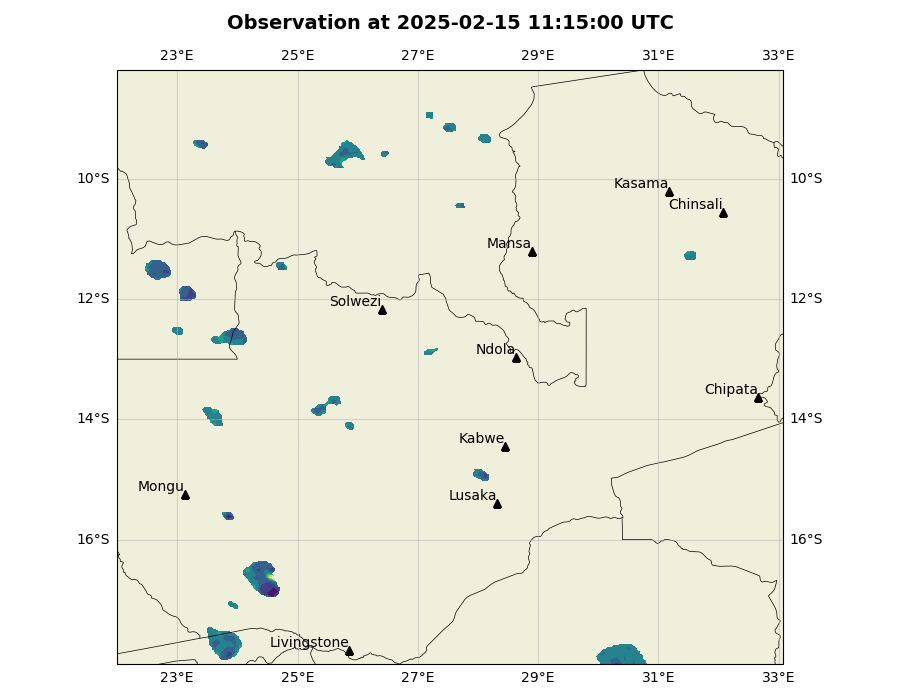 Observation at 2025-02-15 11:15:00 UTC
23°E 25°E 27°E 29°E 31°E 33°E
10°S 10°S
Kasama
Chinsali
Mansa
12°S 12°S
Solwezi
Ndola
Chipata
14°S 14°S
Kabwe
Mongu
Lusaka
16°S 16°S
Livingstone
23°E 25°E 27°E 29°E 31°E 33°E